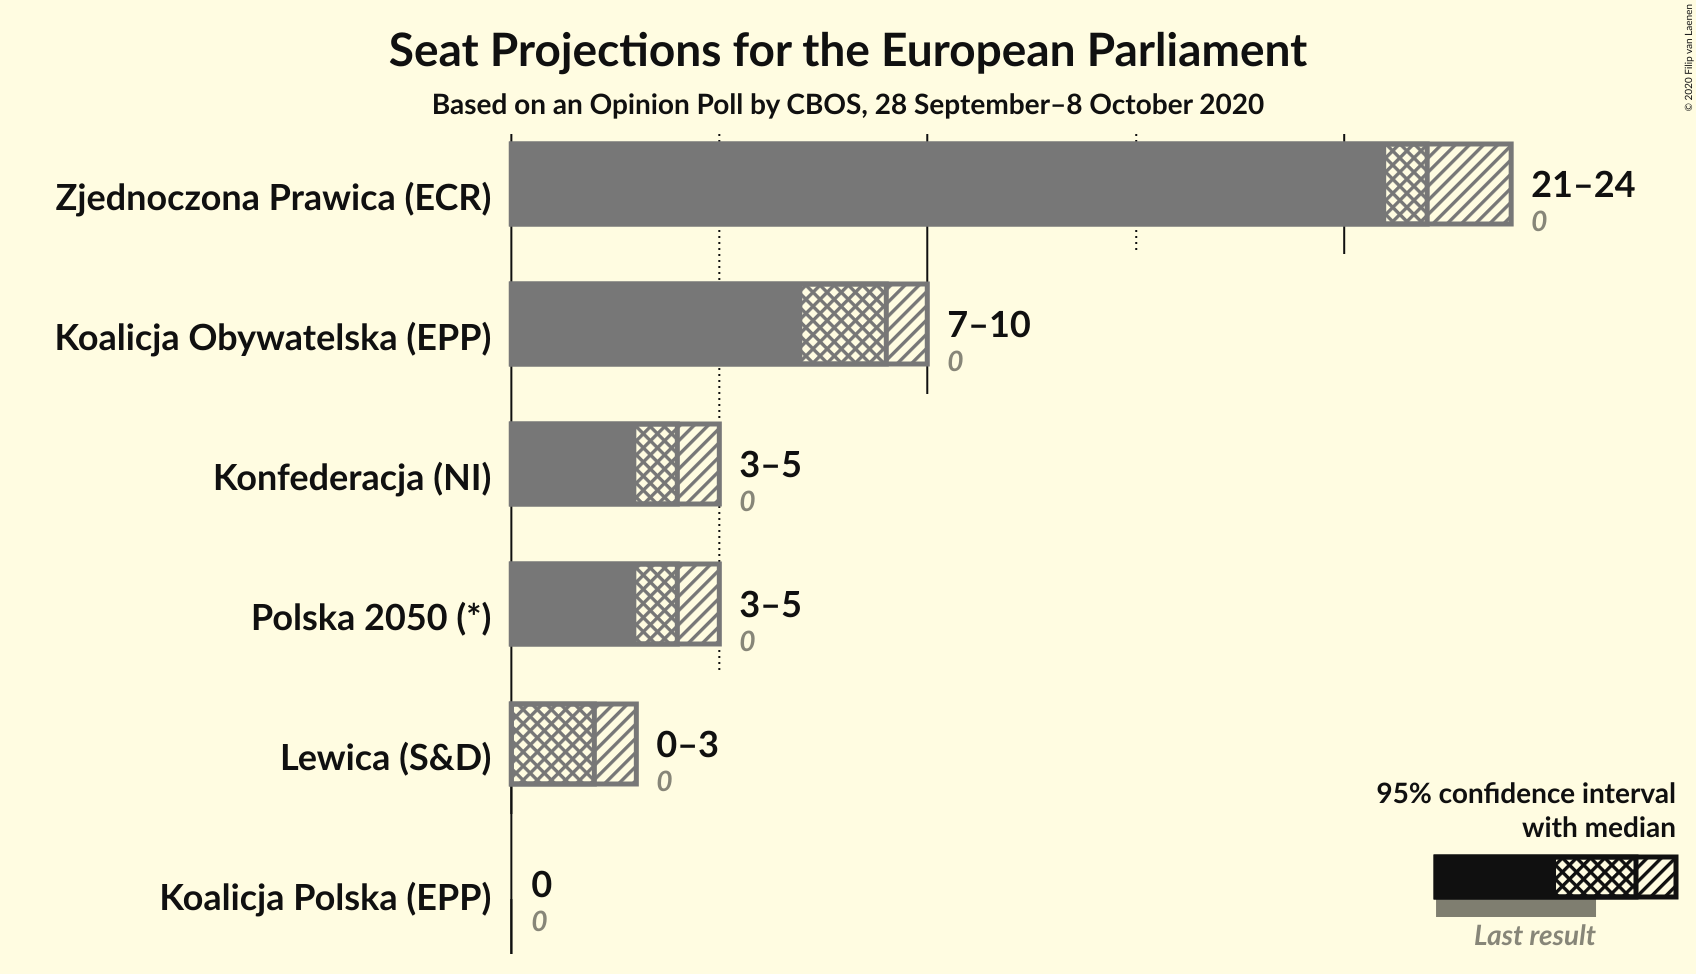 Seat Projections for the European Parliament
Based on an Opinion Poll by CBOS, 28 September–8 October 2020
© 2020 Filip van Laenen
Zjednoczona Prawica (ECR)
21–24
0
Koalicja Obywatelska (EPP)
7–10
0
Konfederacja (NI)
3–5
0
Polska 2050 (*)
3–5
0
Lewica (S&D)
0–3
0
Koalicja Polska (EPP)
0
0
95% confidence interval
with median
Last result